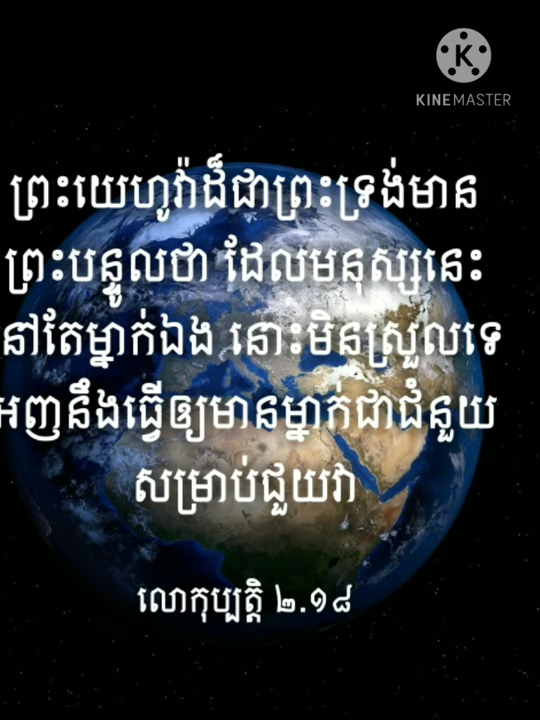 KINEMASTER
ព្រះយេហូវ៉ាដ៏ជាព្រះទ្រង់មាន
ព្រះបន្ទូលថា ដែលមនុស្សនេះ
នៅតែម្នាក់ឯង នោះមិនស្រួលទេ
អញនឹងធ្វើឲ្យមានម្នាក់ជាជំនួយ
សម្រាប់ជួយវា
លោកុប្បត្តិ ២.១៨